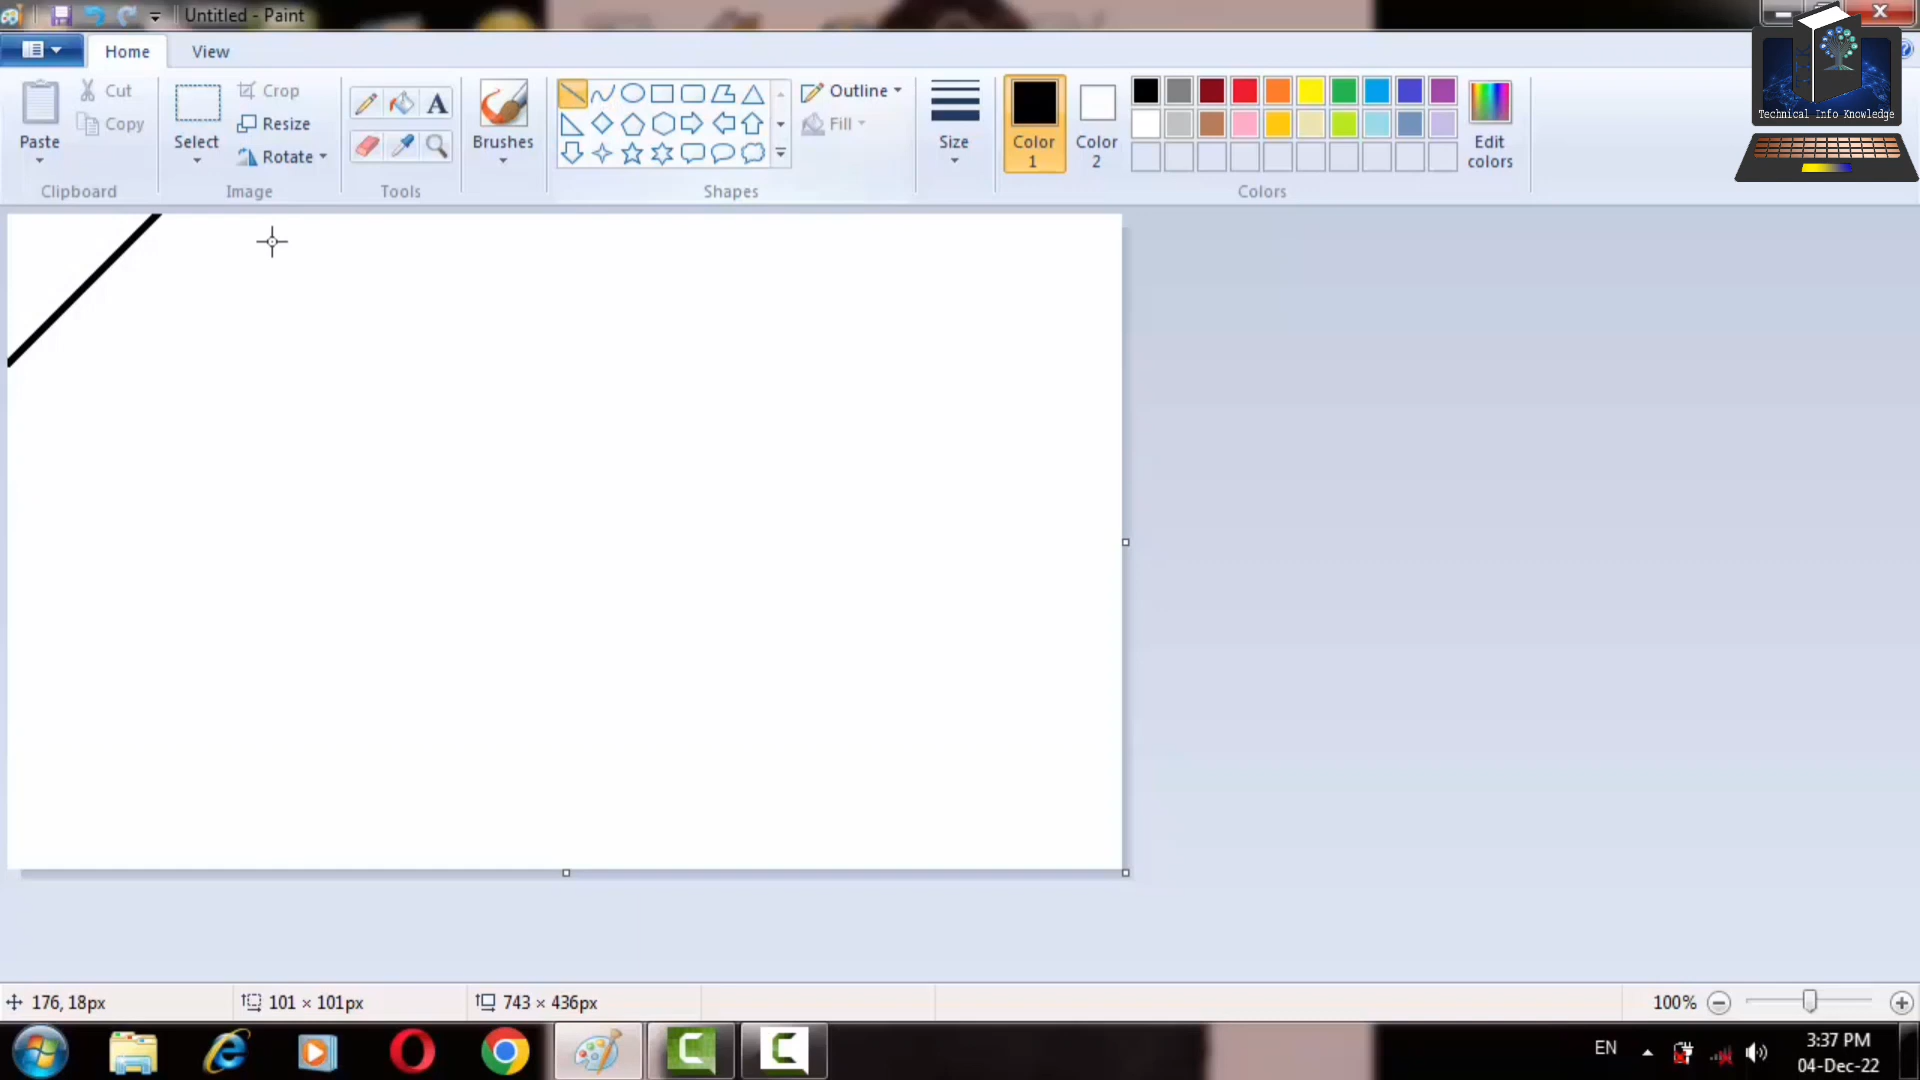 Untitled - Paint
Home
View
Paste
Cut
Copy
Clipboard
Select
Crop
Resize
Rotate
Image
A
Tools
Brushes
Outline
Fill
Shapes
Size
Color
1
Color
2
Edit
colors
Colors
Technical Info Knowledge
176, 18px
101 × 101px
743 × 436px
100%
EN
3:37 PM
04-Dec-22